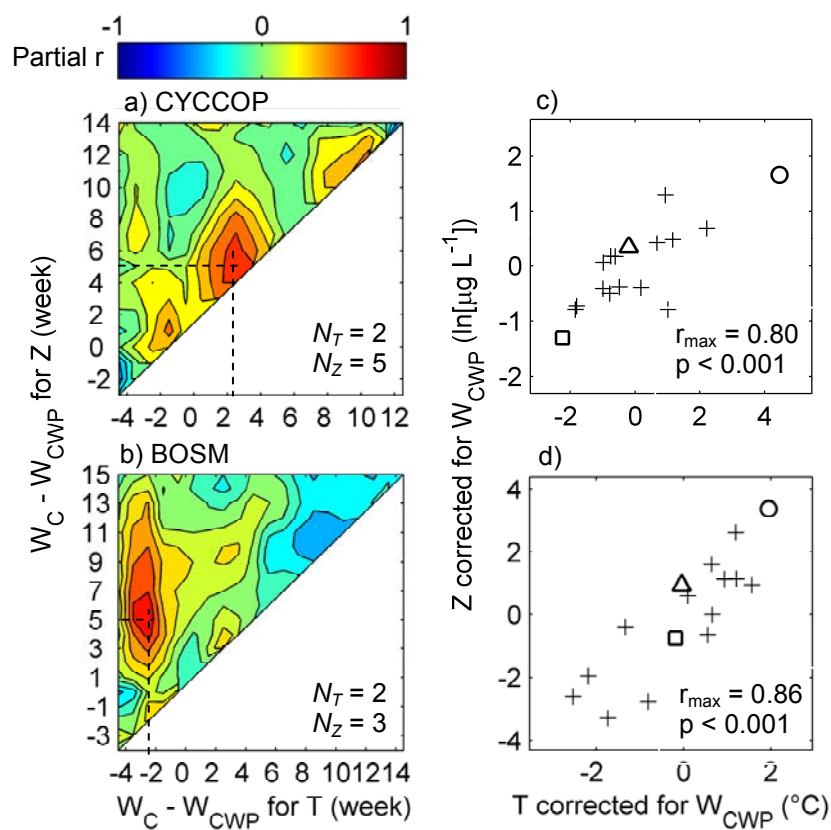 -1 0 1
Partial r
a) CYCCOP
14
12
10
8
6
4
2
0
-2
-4 -2 0 2 4 6 8 10 12
N_T = 2
N_Z = 5
b) BOSM
15
13
11
9
7
5
3
1
-1
-3
-4 -2 0 2 4 6 8 10 12 14
N_T = 2
N_Z = 3
W_C - W_CWP for Z (week)
W_C - W_CWP for T (week)
c)
2
1
0
-1
-2
-2 0 2 4
r_max = 0.80
p < 0.001
d)
4
2
0
-2
-4
-2 0 2
r_max = 0.86
p < 0.001
Z corrected for W_CWP (ln[µg L⁻¹])
T corrected for W_CWP (°C)